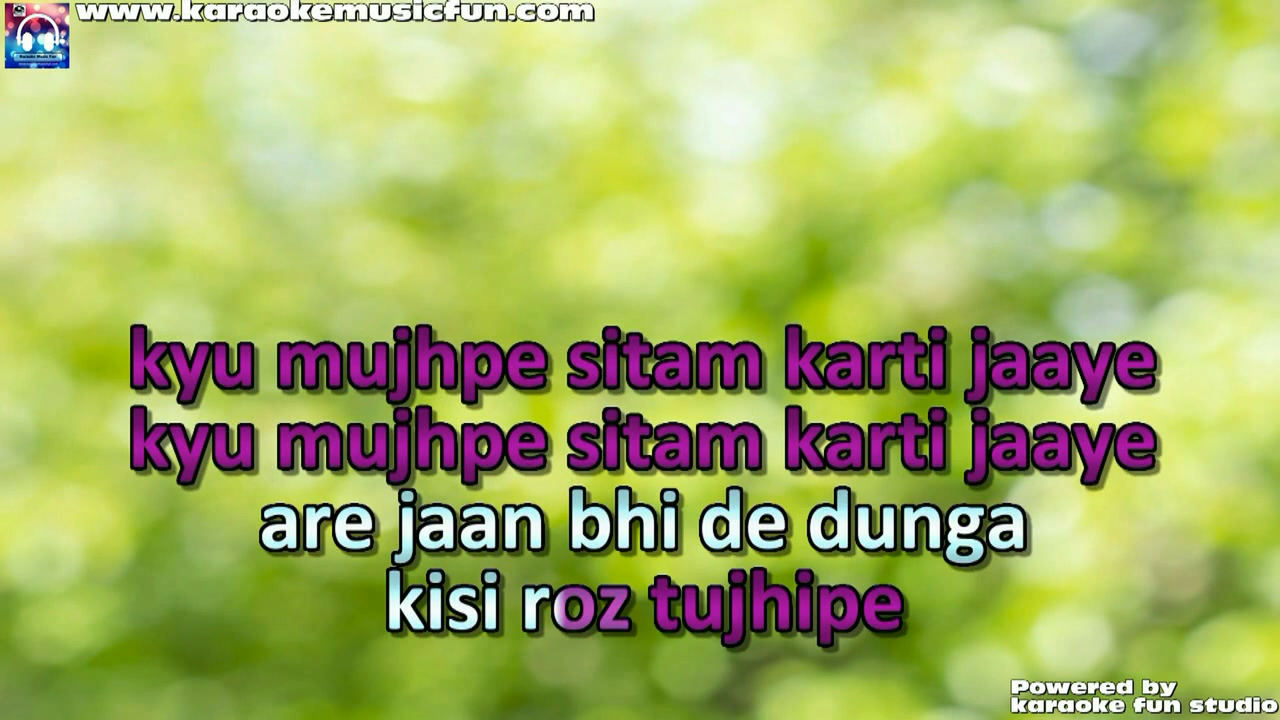 www.karaokemusicfun.com
kyu mujhpe sitam karti jaaye
kyu mujhpe sitam karti jaaye
are jaan bhi de dunga
kisi roz tujhipe
Powered by
karaoke fun studio